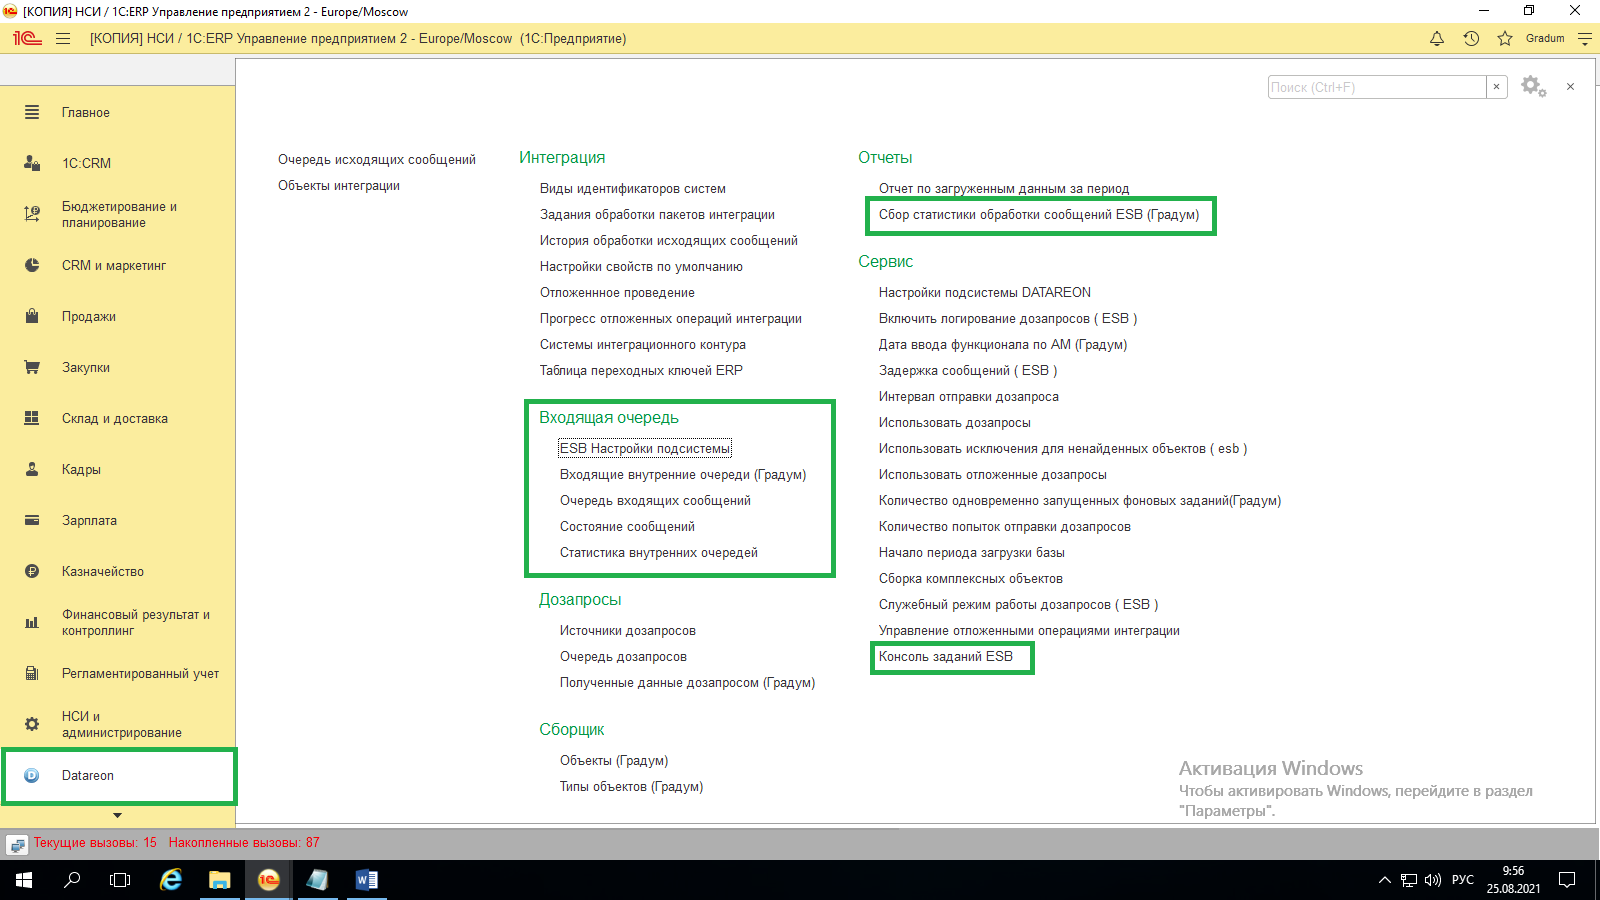 [КОПИЯ] НСИ / 1С:ERP Управление предприятием 2 - Europe/Moscow
[КОПИЯ] НСИ / 1С:ERP Управление предприятием 2 - Europe/Moscow (1С:Предприятие)
Gradum
Поиск (Ctrl+F)
Главное
1С:CRM
Бюджетирование и
планирование
CRM и маркетинг
Продажи
Закупки
Склад и доставка
Кадры
Зарплата
Казначейство
Финансовый результат и
контроллинг
Регламентированный учет
НСИ и
администрирование
Datareon
Очередь исходящих сообщений
Объекты интеграции
Интеграция
Виды идентификаторов систем
Задания обработки пакетов интеграции
История обработки исходящих сообщений
Настройки свойств по умолчанию
Отложеннное проведение
Прогресс отложенных операций интеграции
Системы интеграционного контура
Таблица переходных ключей ERP
Входящая очередь
ESB Настройки подсистемы
Входящие внутренние очереди (Градум)
Очередь входящих сообщений
Состояние сообщений
Статистика внутренних очередей
Дозапросы
Источники дозапросов
Очередь дозапросов
Полученные данные дозапросом (Градум)
Сборщик
Объекты (Градум)
Типы объектов (Градум)
Отчеты
Отчет по загруженным данным за период
Сбор статистики обработки сообщений ESB (Градум)
Сервис
Настройки подсистемы DATAREON
Включить логирование дозапросов ( ESB )
Дата ввода функционала по АМ (Градум)
Задержка сообщений ( ESB )
Интервал отправки дозапроса
Использовать дозапросы
Использовать исключения для ненайденных объектов ( esb )
Использовать отложенные дозапросы
Количество одновременно запущенных фоновых заданий(Градум)
Количество попыток отправки дозапросов
Начало периода загрузки базы
Сборка комплексных объектов
Служебный режим работы дозапросов ( ESB )
Управление отложенными операциями интеграции
Консоль заданий ESB
Активация Windows
Чтобы активировать Windows, перейдите в раздел
"Параметры".
Текущие вызовы: 15 Накопленные вызовы: 87
РУС
9:56
25.08.2021